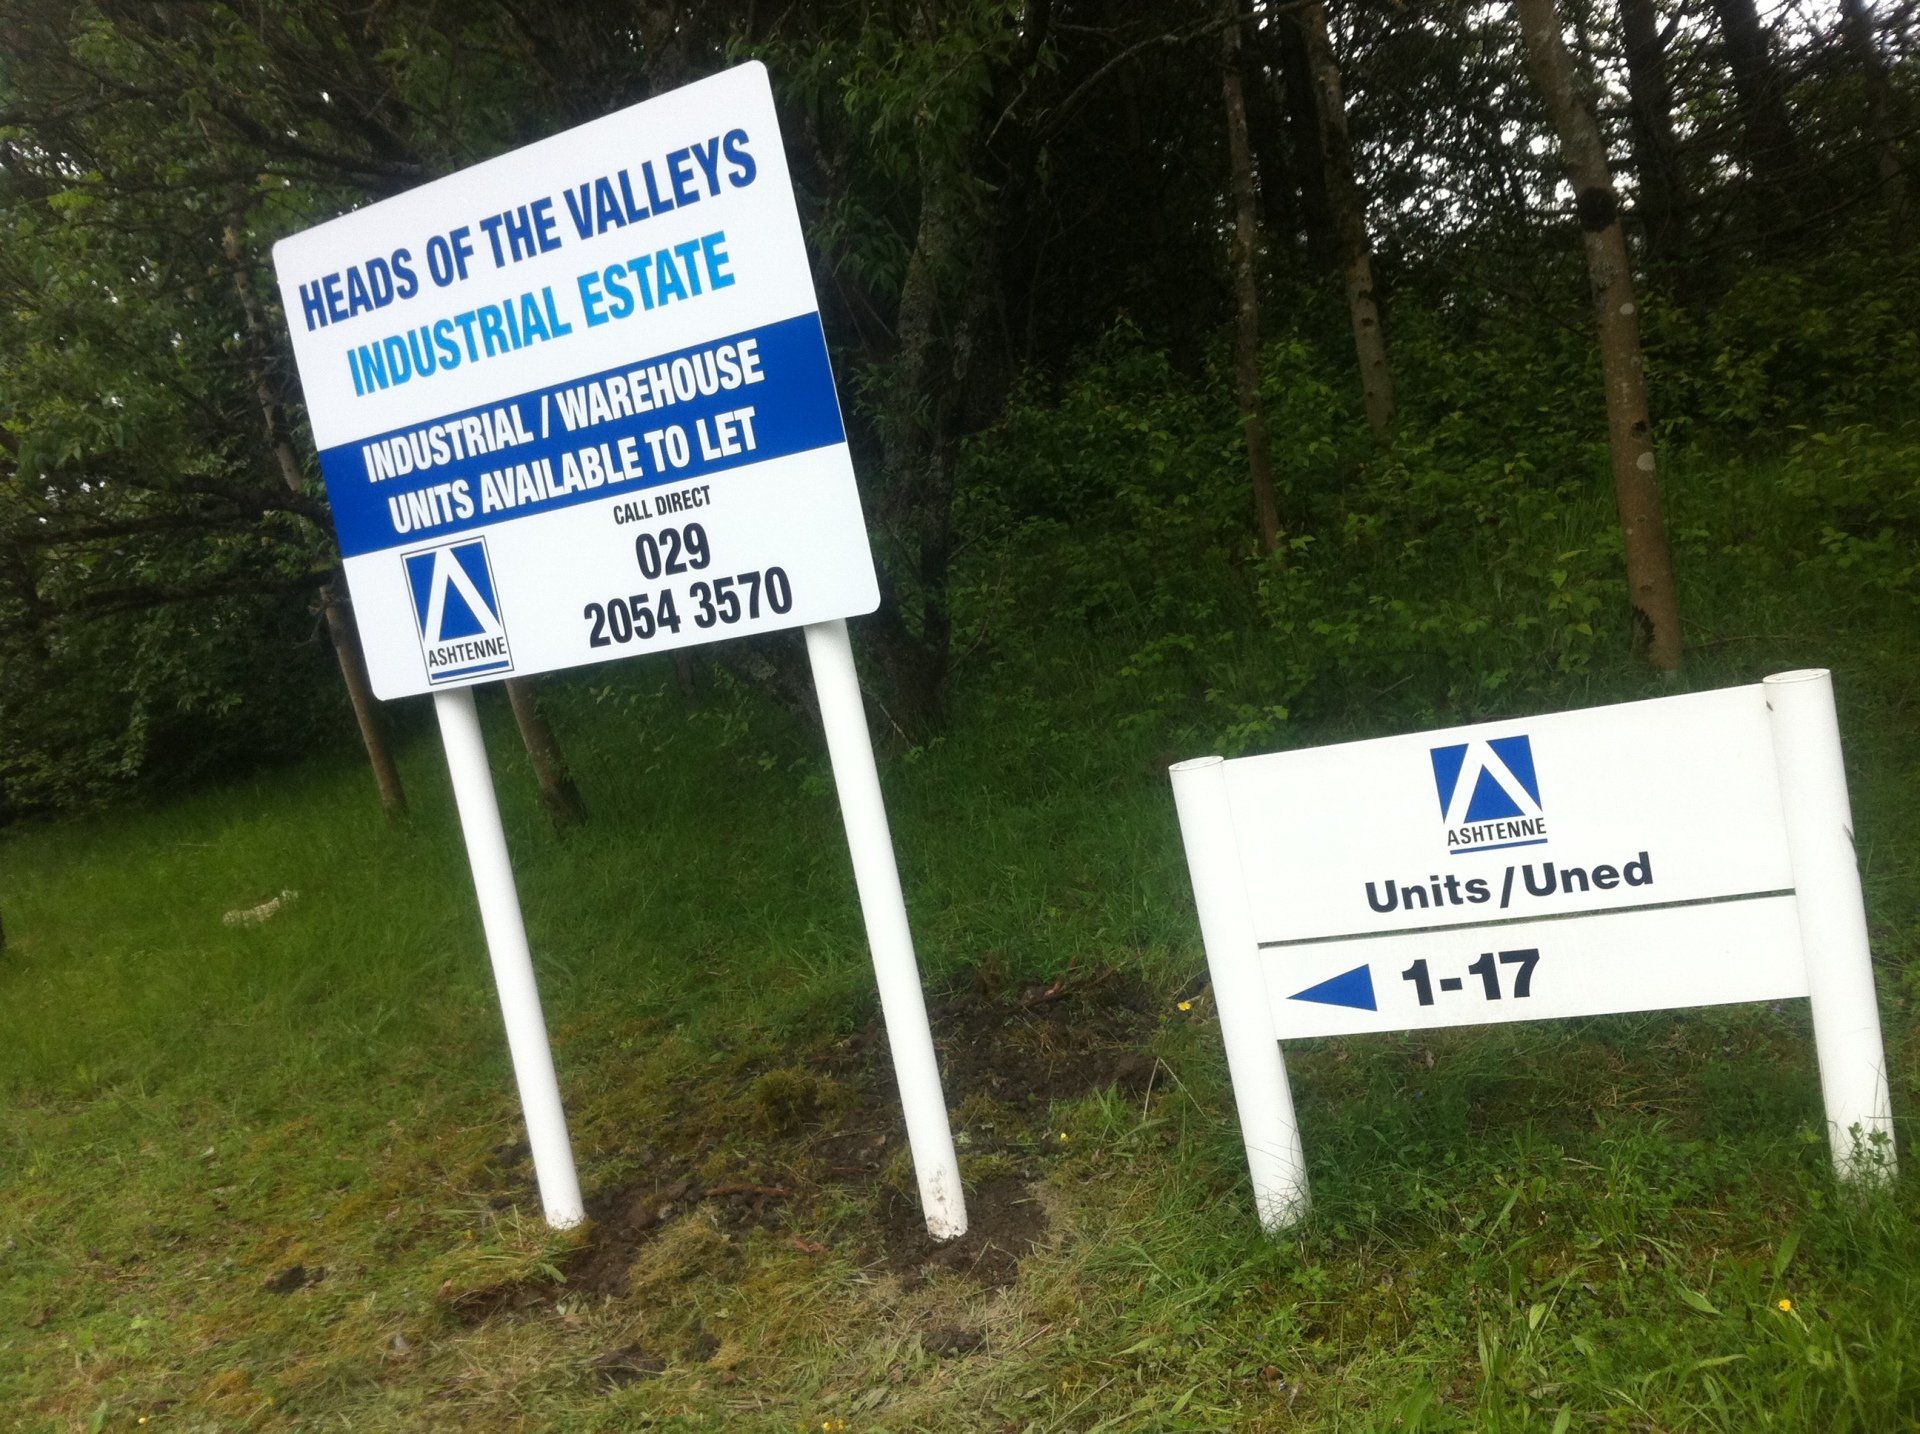 HEADS OF THE VALLEYS
INDUSTRIAL ESTATE
INDUSTRIAL / WAREHOUSE
UNITS AVAILABLE TO LET
CALL DIRECT
029
2054 3570
ASHTENNE
ASHTENNE
Units/Uned
1-17